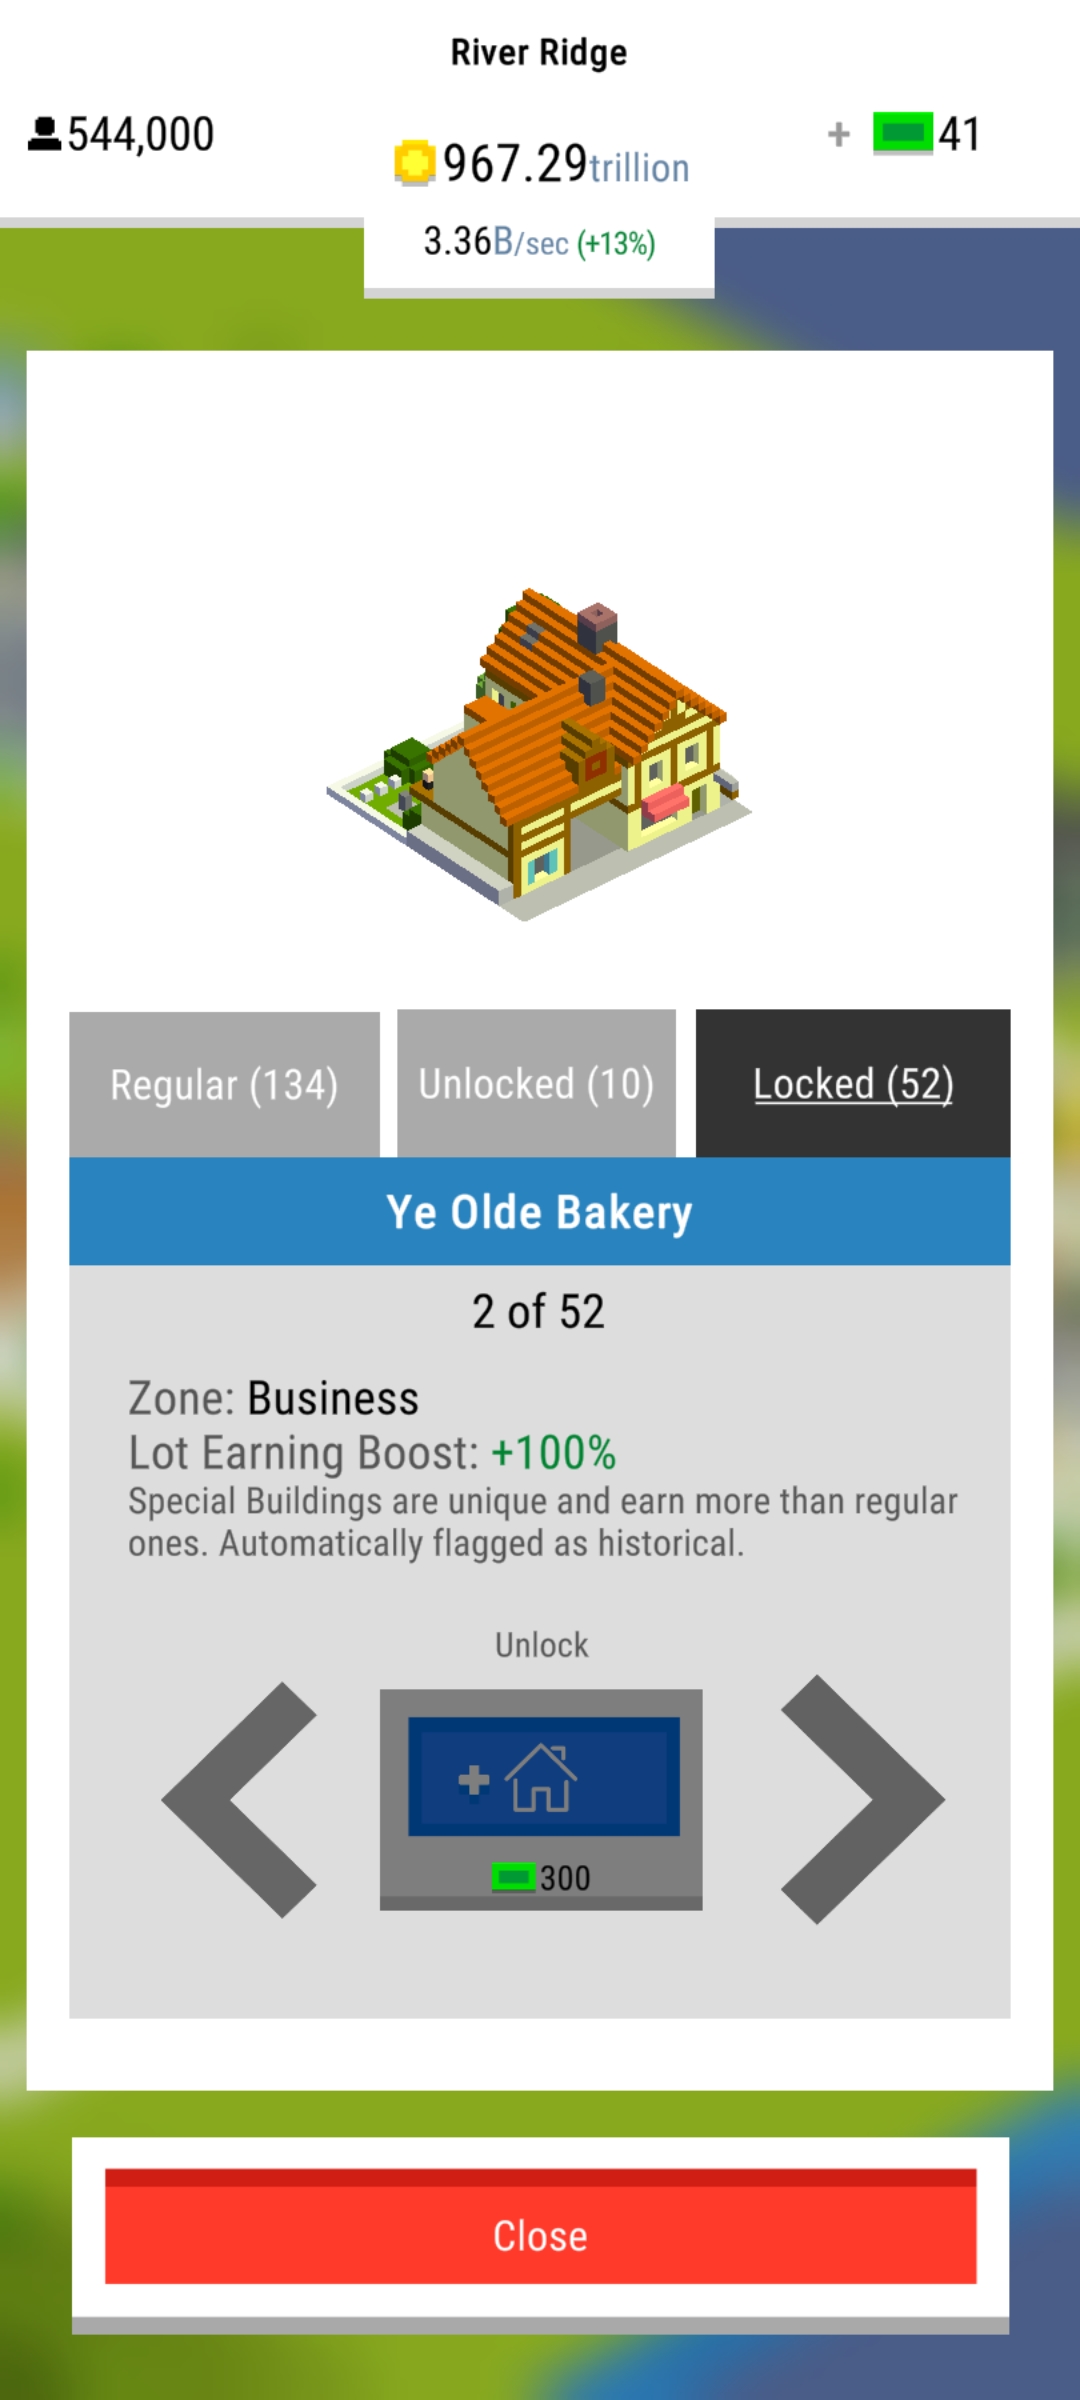 River Ridge
544,000
967.29trillion
+ 41
3.36B/sec (+13%)
Regular (134)
Unlocked (10)
Locked (52)
Ye Olde Bakery
2 of 52
Zone: Business
Lot Earning Boost: +100%
Special Buildings are unique and earn more than regular
ones. Automatically flagged as historical.
Unlock
+
300
Close